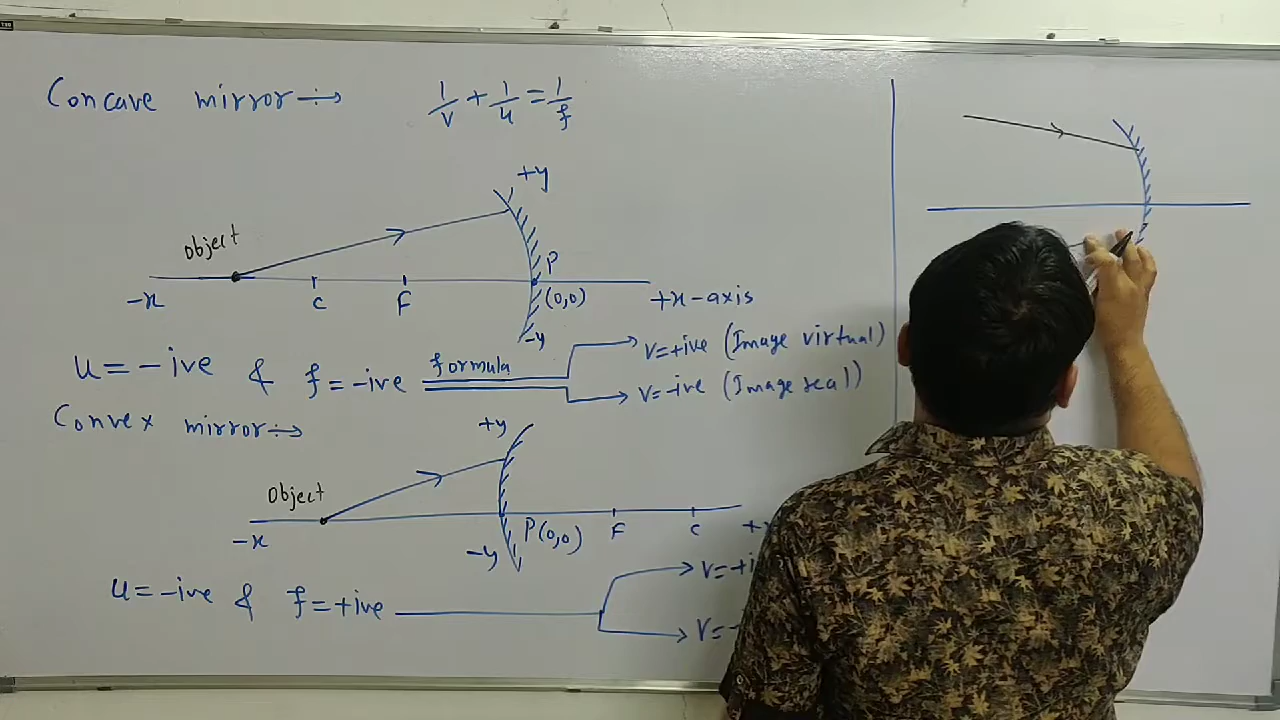 Concave mirror 1/v + 1/u = 1/f
+y
object
P
-x C F (0,0) +x-axis
-y
u = -ive & f = -ive formula v = +ive (Image virtual)
v = -ive (Image real)
Convex mirror
+y
object
-x P(0,0) F C
-y
u = -ive & f = +ive